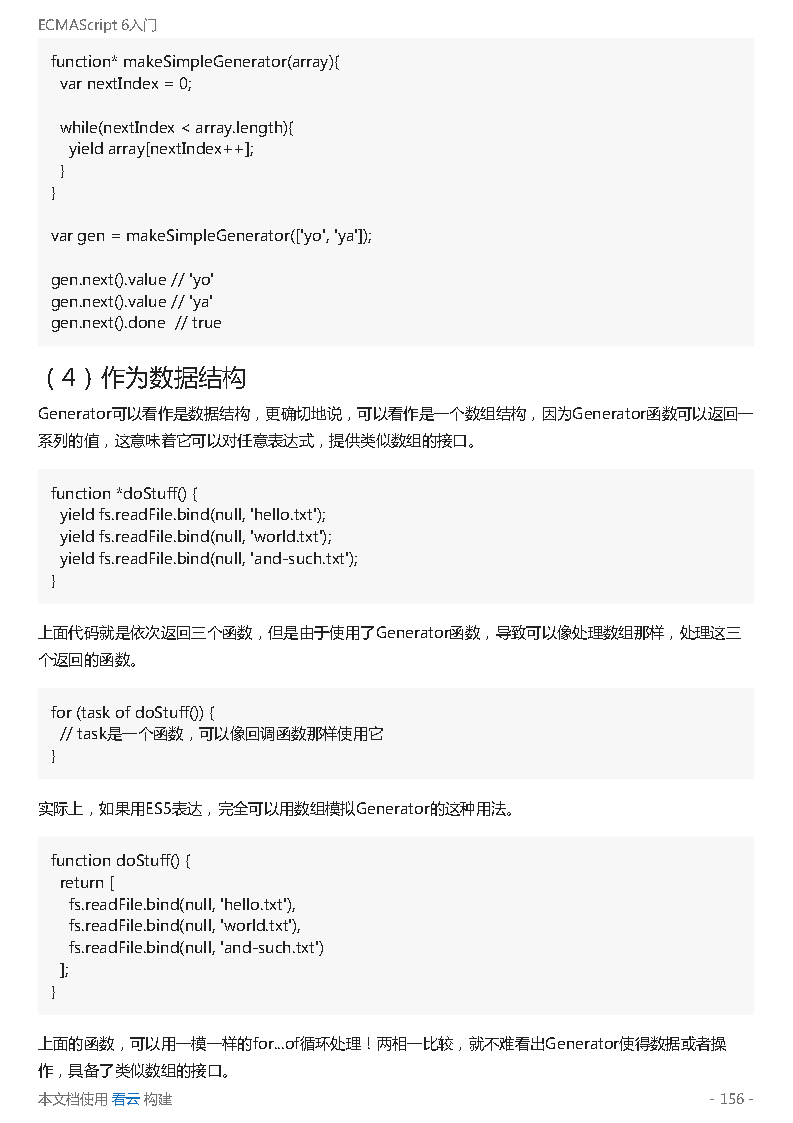 ECMAScript 6入门
function* makeSimpleGenerator(array){
  var nextIndex = 0;

  while(nextIndex < array.length){
    yield array[nextIndex++];
  }
}

var gen = makeSimpleGenerator(['yo', 'ya']);

gen.next().value // 'yo'
gen.next().value // 'ya'
gen.next().done  // true
（4）作为数据结构
Generator可以看作是数据结构，更确切地说，可以看作是一个数组结构，因为Generator函数可以返回一
系列的值，这意味着它可以对任意表达式，提供类似数组的接口。
function *doStuff() {
  yield fs.readFile.bind(null, 'hello.txt');
  yield fs.readFile.bind(null, 'world.txt');
  yield fs.readFile.bind(null, 'and-such.txt');
}
上面代码就是依次返回三个函数，但是由于使用了Generator函数，导致可以像处理数组那样，处理这三
个返回的函数。
for (task of doStuff()) {
  // task是一个函数，可以像回调函数那样使用它
}
实际上，如果用ES5表达，完全可以用数组模拟Generator的这种用法。
function doStuff() {
  return [
    fs.readFile.bind(null, 'hello.txt'),
    fs.readFile.bind(null, 'world.txt'),
    fs.readFile.bind(null, 'and-such.txt')
  ];
}
上面的函数，可以用一模一样的for...of循环处理！两相一比较，就不难看出Generator使得数据或者操
作，具备了类似数组的接口。
本文档使用 看云 构建
- 156 -